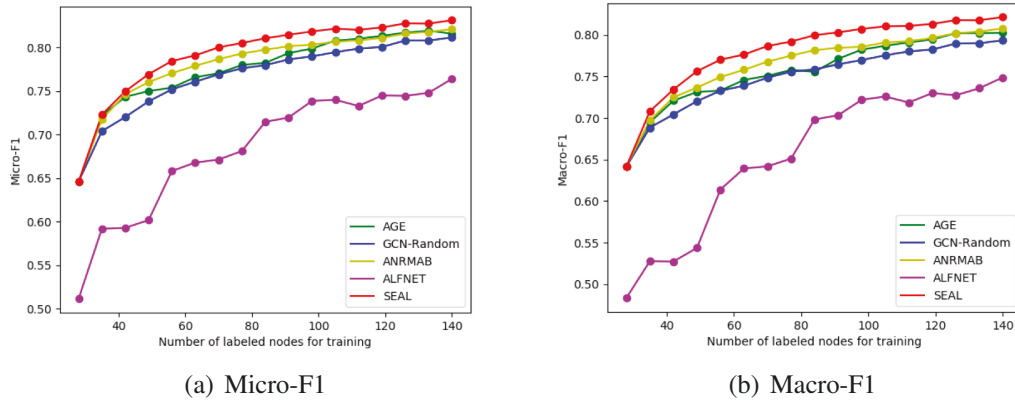 0.80
0.75
0.70
0.65
0.60
0.55
0.50
Micro-F1
AGE
GCN-Random
ANRMAB
ALFNET
SEAL
40 60 80 100 120 140
Number of labeled nodes for training
(a) Micro-F1
0.80
0.75
0.70
0.65
0.60
0.55
0.50
Macro-F1
AGE
GCN-Random
ANRMAB
ALFNET
SEAL
40 60 80 100 120 140
Number of labeled nodes for training
(b) Macro-F1